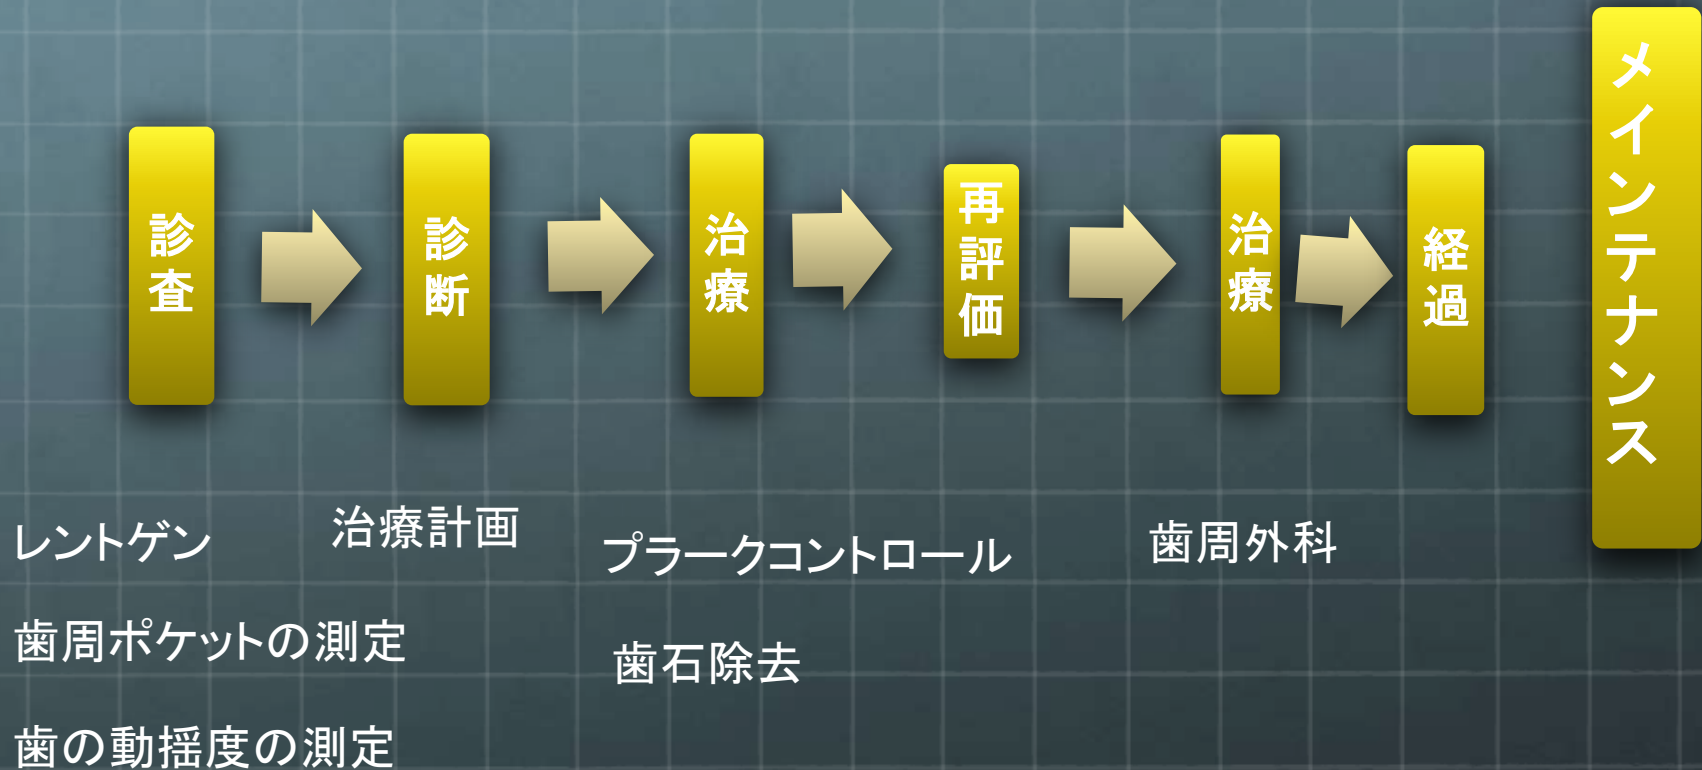 診査
診断
治療
再評価
治療
経過
メインテナンス
レントゲン
歯周ポケットの測定
歯の動揺度の測定
治療計画
プラークコントロール
歯石除去
歯周外科